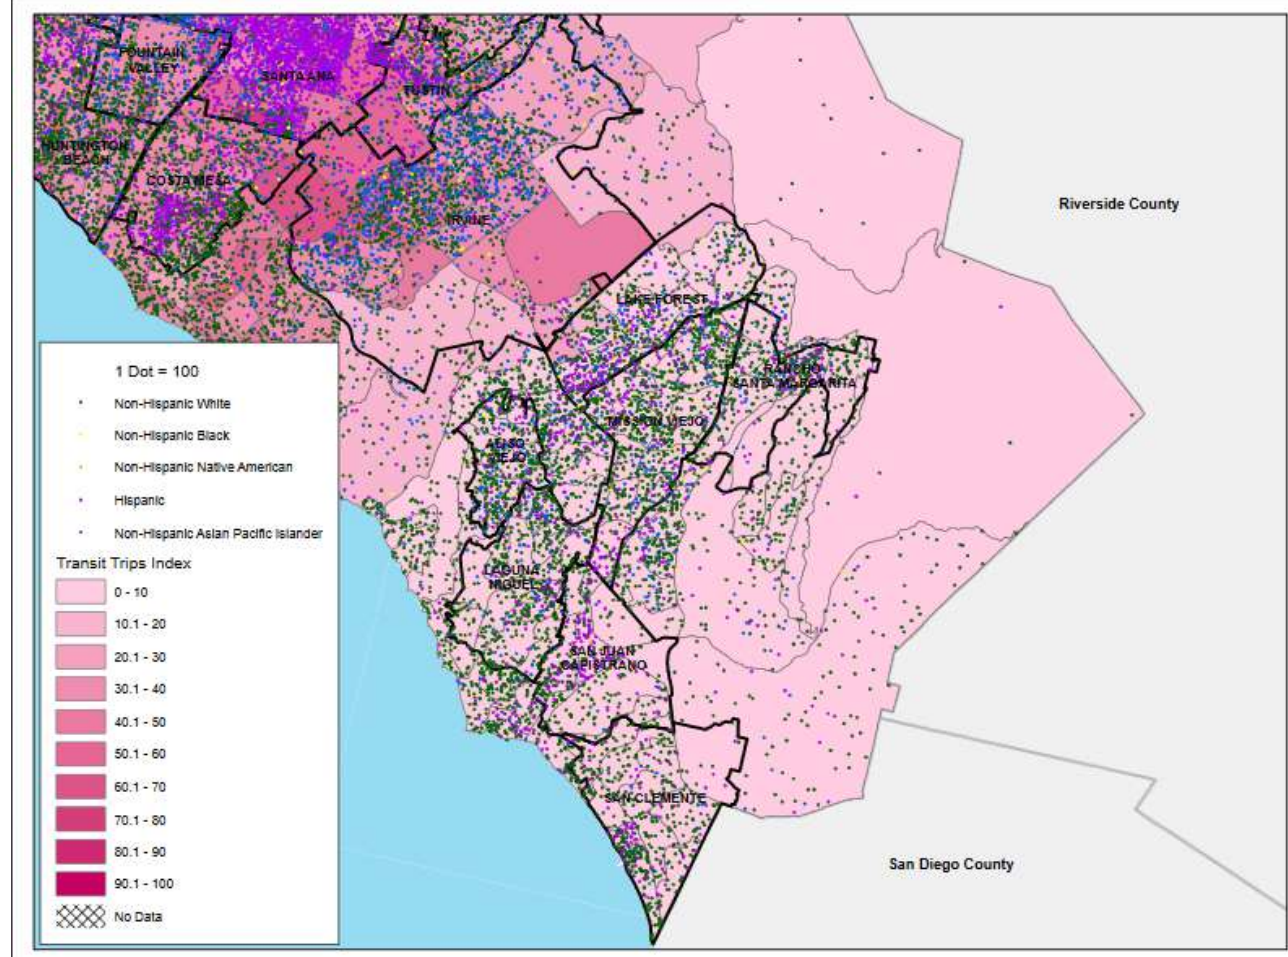 FOUNTAIN
VALLEY
SANTA ANA
TUSTIN
HUNTINGTON
BEACH
COSTA MESA
IRVINE
Riverside County
LAKE FOREST
RANCHO
SANTA MARGARITA
MISSION VIEJO
ALISO
VIEJO
LAGUNA
NIGUEL
SAN JUAN
CAPISTRANO
SAN CLEMENTE
San Diego County
1 Dot = 100
Non-Hispanic White
Non-Hispanic Black
Non-Hispanic Native American
Hispanic
Non-Hispanic Asian Pacific Islander
Transit Trips Index
0 - 10
10.1 - 20
20.1 - 30
30.1 - 40
40.1 - 50
50.1 - 60
60.1 - 70
70.1 - 80
80.1 - 90
90.1 - 100
No Data